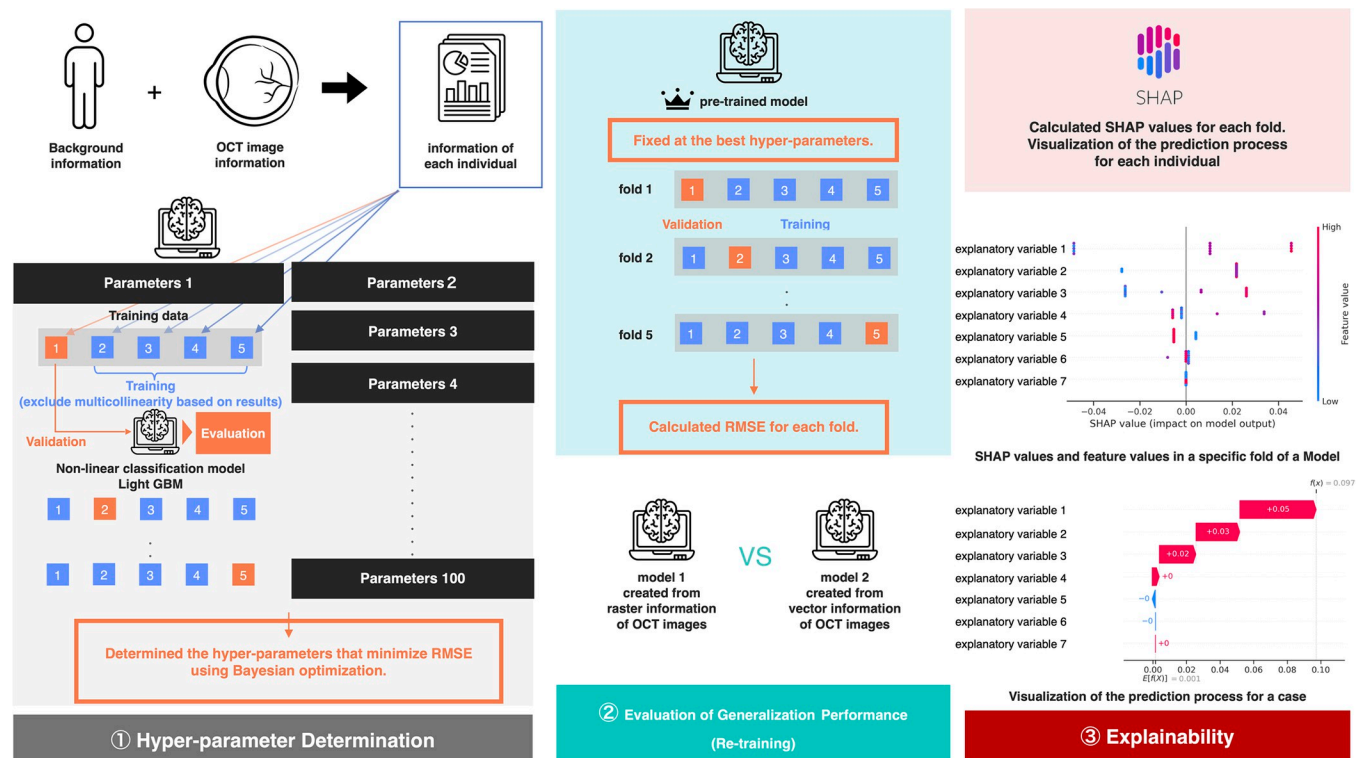 +
Background
information
OCT image
information
information of
each individual
Parameters 1
Training data
1 2 3 4 5
Training
(exclude multicollinearity based on results)
Validation
Evaluation
Non-linear classification model
Light GBM
1 2 3 4 5
1 2 3 4 5
Parameters 2
Parameters 3
Parameters 4
Parameters 100
Determined the hyper-parameters that minimize RMSE
using Bayesian optimization.
① Hyper-parameter Determination
pre-trained model
Fixed at the best hyper-parameters.
fold 1 1 2 3 4 5
Validation Training
fold 2 1 2 3 4 5
fold 5 1 2 3 4 5
Calculated RMSE for each fold.
VS
model 1
created from
raster information
of OCT images
model 2
created from
vector information
of OCT images
② Evaluation of Generalization Performance
(Re-training)
SHAP
Calculated SHAP values for each fold.
Visualization of the prediction process
for each individual
High
explanatory variable 1
explanatory variable 2
explanatory variable 3
explanatory variable 4
explanatory variable 5
explanatory variable 6
explanatory variable 7
Feature value
Low
−0.04 −0.02 0.00 0.02 0.04
SHAP value (impact on model output)
SHAP values and feature values in a specific fold of a Model
f(x) = 0.097
explanatory variable 1 +0.05
explanatory variable 2 +0.03
explanatory variable 3 +0.02
explanatory variable 4 +0
explanatory variable 5 −0
explanatory variable 6 −0
explanatory variable 7 +0
0.00 0.02 0.04 0.06 0.08 0.10
E[f(X)] = 0.001
Visualization of the prediction process for a case
③ Explainability